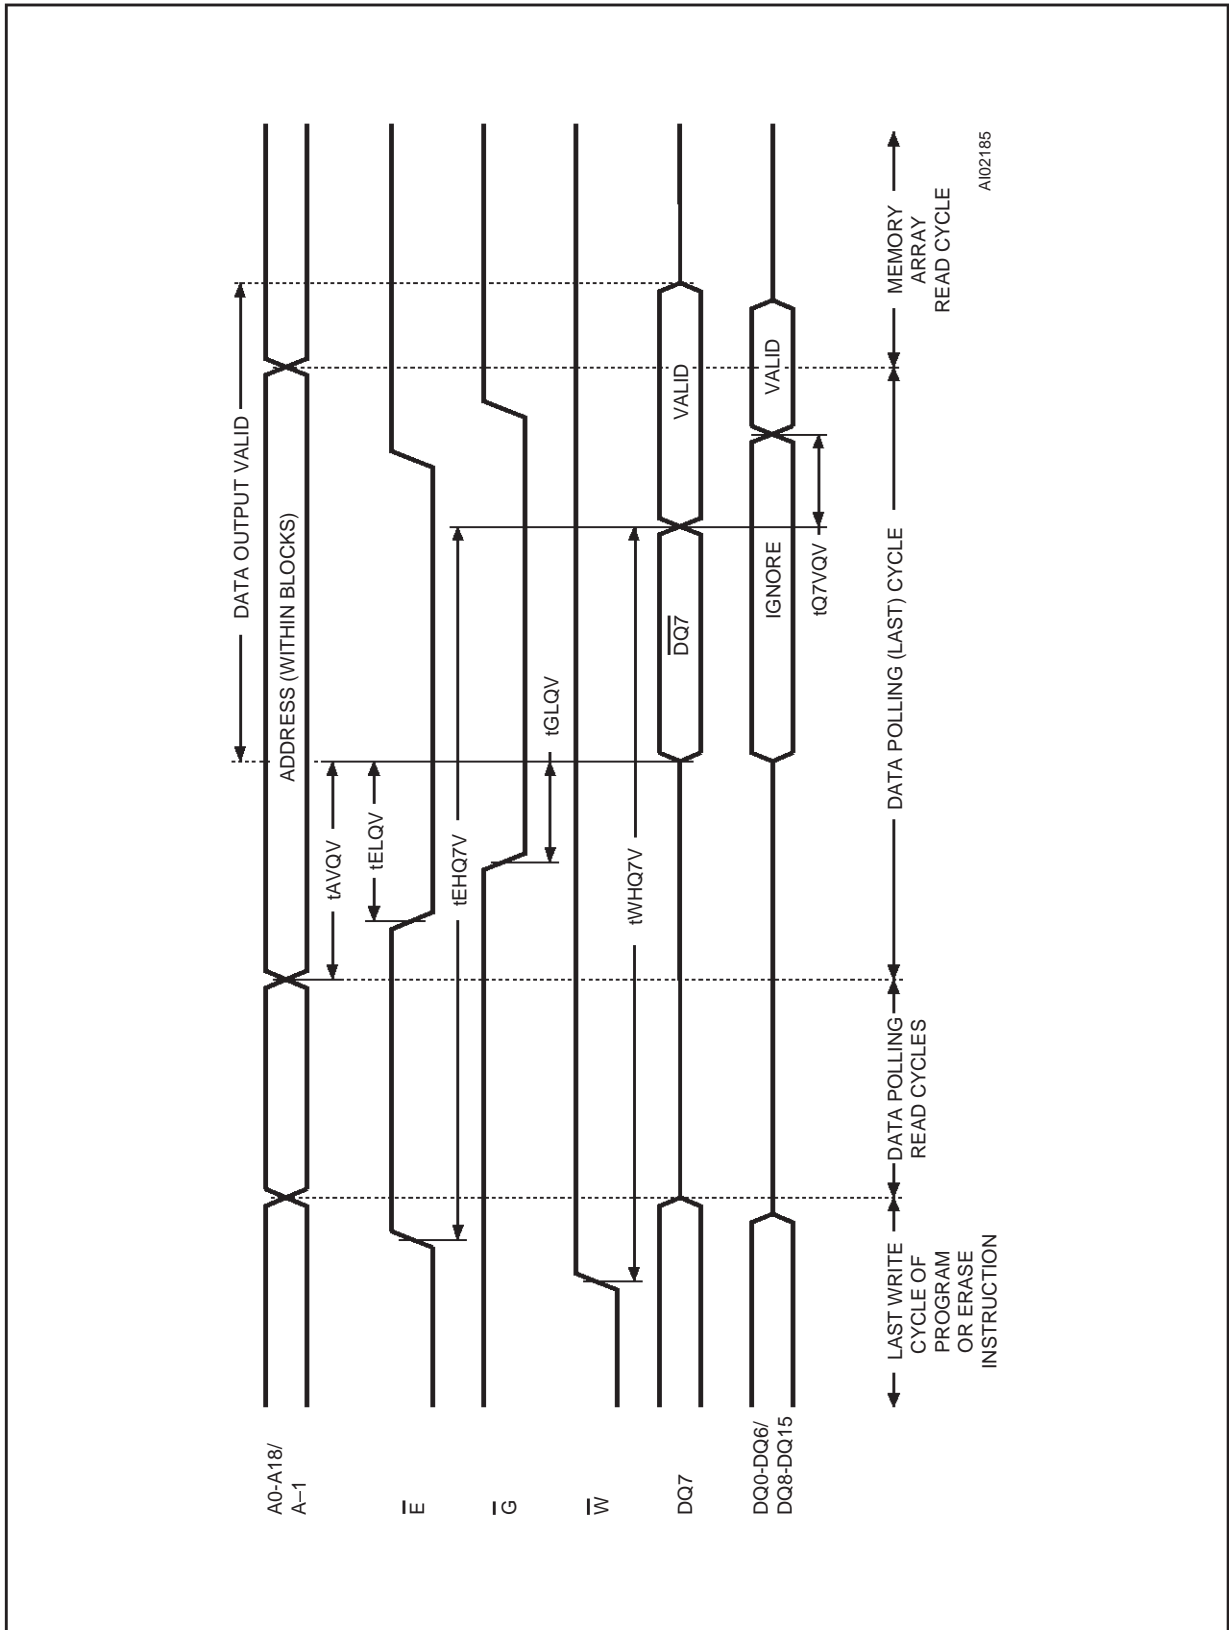 A0-A18/
A–1
ADDRESS (WITHIN BLOCKS)
DATA OUTPUT VALID
tAVQV
tELQV
E
tEHQ7V
G
tGLQV
W
tWHQ7V
DQ7
DQ7
VALID
DQ0-DQ6/
DQ8-DQ15
IGNORE
VALID
tQ7VQV
LAST WRITE
CYCLE OF
PROGRAM
OR ERASE
INSTRUCTION
DATA POLLING
READ CYCLES
DATA POLLING (LAST) CYCLE
MEMORY
ARRAY
READ CYCLE
AI02185